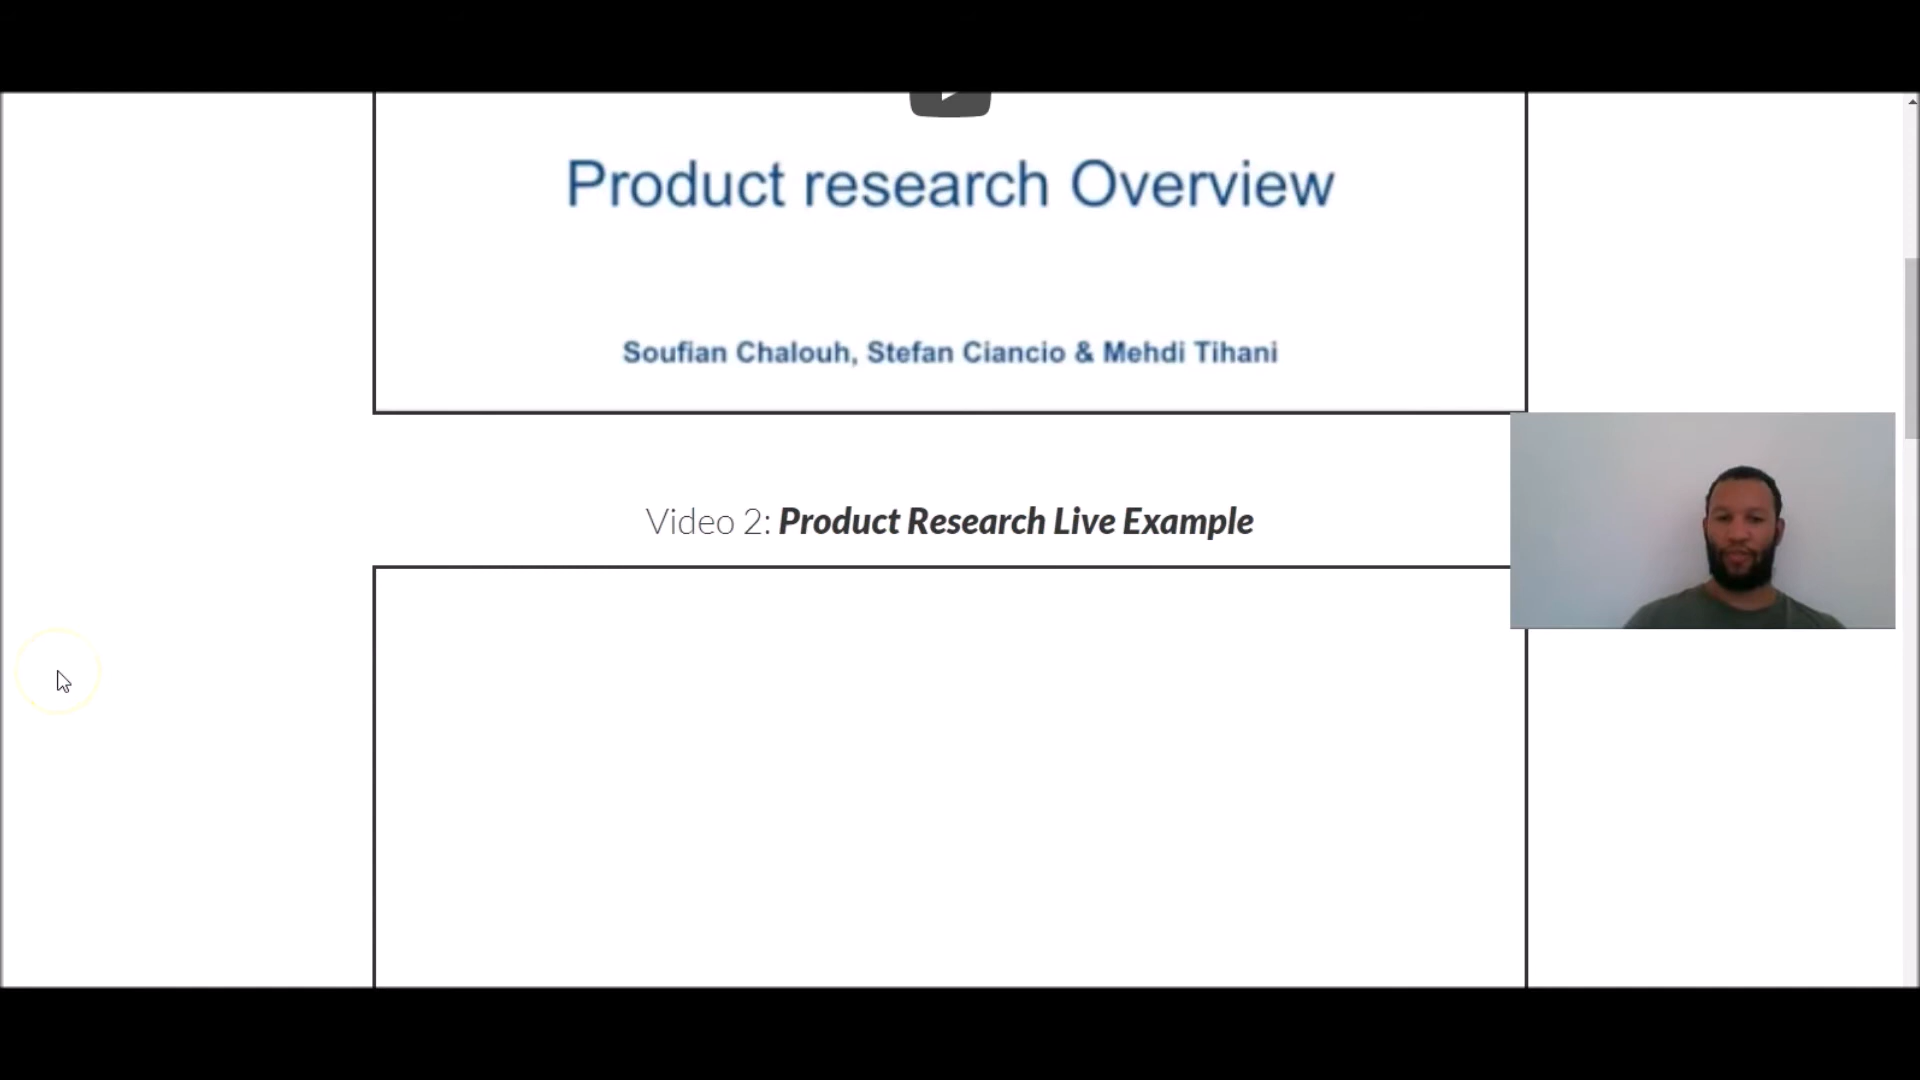 Product research Overview
Soufian Chalouh, Stefan Ciancio & Mehdi Tihani
Video 2: Product Research Live Example